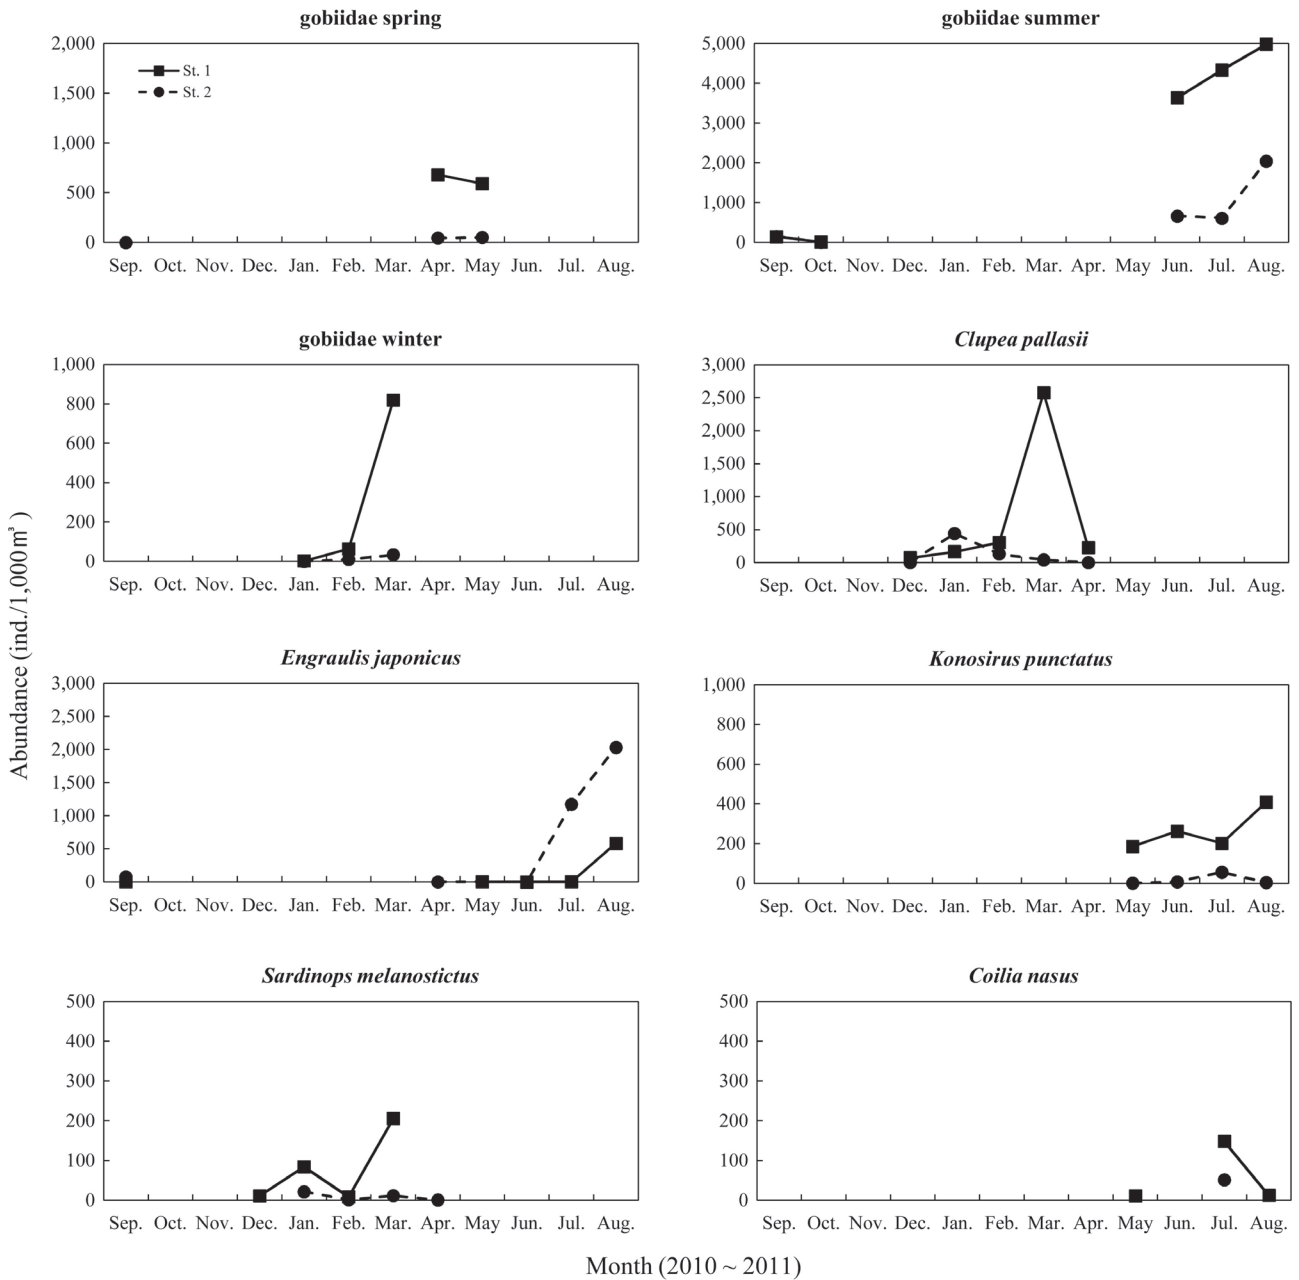 gobiidae spring
2,000
1,500
1,000
500
0
St. 1
St. 2
Sep. Oct. Nov. Dec. Jan. Feb. Mar. Apr. May Jun. Jul. Aug.
gobiidae summer
5,000
4,000
3,000
2,000
1,000
0
Sep. Oct. Nov. Dec. Jan. Feb. Mar. Apr. May Jun. Jul. Aug.
gobiidae winter
1,000
800
600
400
200
0
Sep. Oct. Nov. Dec. Jan. Feb. Mar. Apr. May Jun. Jul. Aug.
Clupea pallasii
3,000
2,500
2,000
1,500
1,000
500
0
Sep. Oct. Nov. Dec. Jan. Feb. Mar. Apr. May Jun. Jul. Aug.
Abundance (ind./1,000m³ )
Engraulis japonicus
3,000
2,500
2,000
1,500
1,000
500
0
Sep. Oct. Nov. Dec. Jan. Feb. Mar. Apr. May Jun. Jul. Aug.
Konosirus punctatus
1,000
800
600
400
200
0
Sep. Oct. Nov. Dec. Jan. Feb. Mar. Apr. May Jun. Jul. Aug.
Sardinops melanostictus
500
400
300
200
100
0
Sep. Oct. Nov. Dec. Jan. Feb. Mar. Apr. May Jun. Jul. Aug.
Coilia nasus
500
400
300
200
100
0
Sep. Oct. Nov. Dec. Jan. Feb. Mar. Apr. May Jun. Jul. Aug.
Month (2010 ~ 2011)